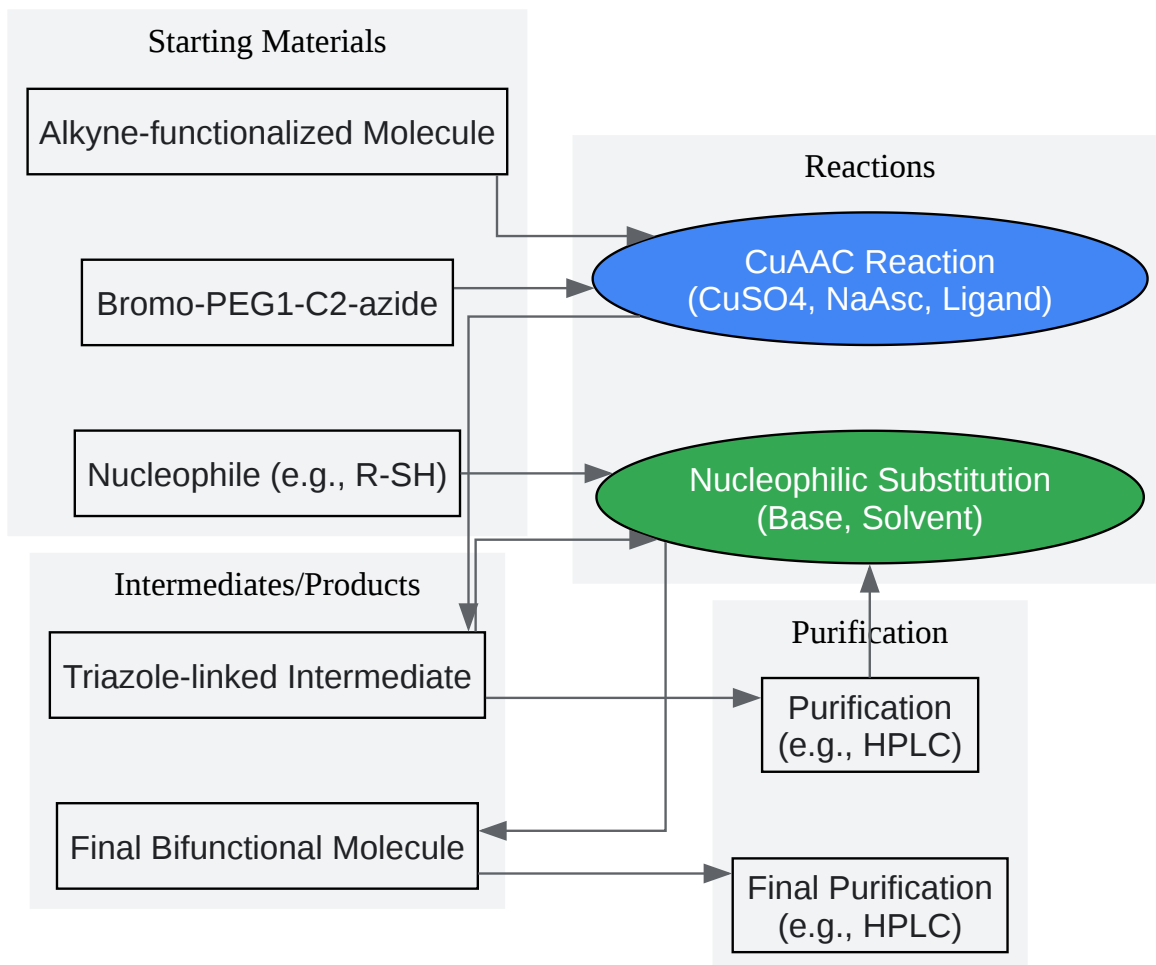 Starting Materials
Alkyne-functionalized Molecule
Bromo-PEG1-C2-azide
Nucleophile (e.g., R-SH)
Reactions
CuAAC Reaction
(CuSO4, NaAsc, Ligand)
Nucleophilic Substitution
(Base, Solvent)
Intermediates/Products
Triazole-linked Intermediate
Final Bifunctional Molecule
Purification
Purification
(e.g., HPLC)
Final Purification
(e.g., HPLC)